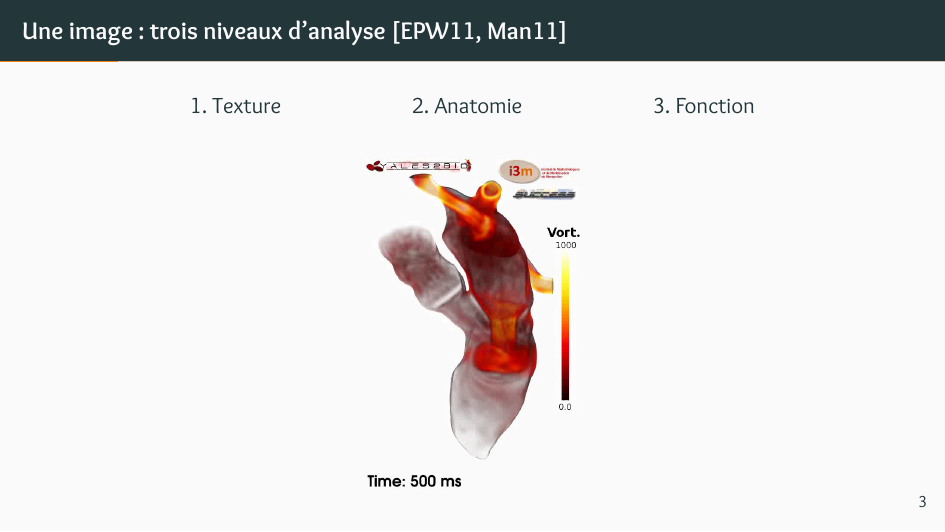 Une image : trois niveaux d’analyse [EPW11, Man11]
1. Texture
2. Anatomie
3. Fonction
YALES2BIO
i3m
Vort.
1000
0.0
Time: 500 ms
3